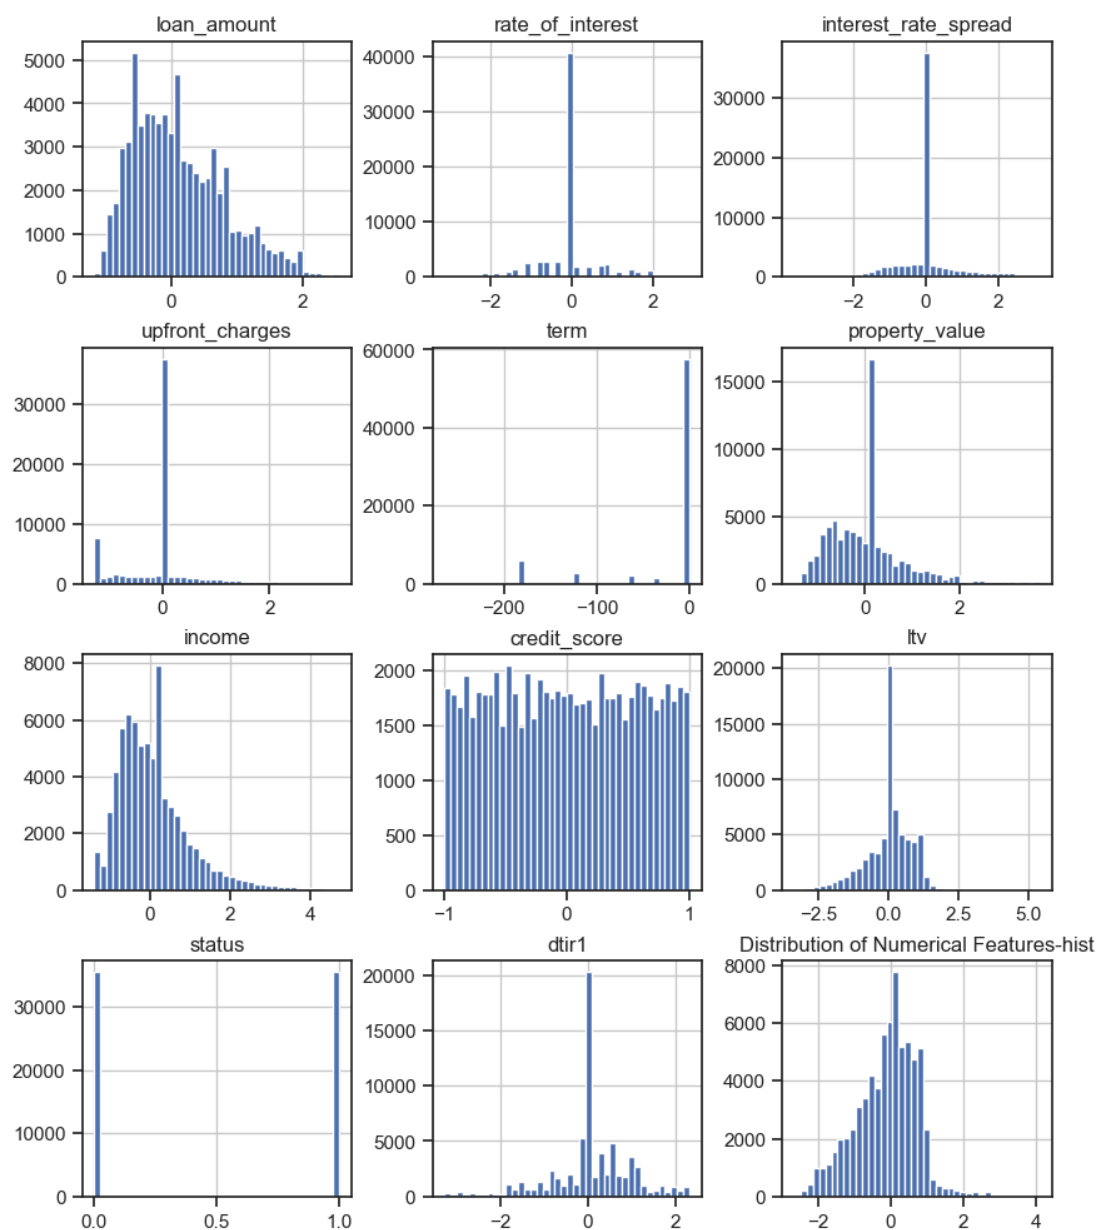 loan_amount rate_of_interest interest_rate_spread
5000 40000
4000 30000 30000
3000
20000 20000
2000
10000 10000
1000
0 0 0
0 2 −2 0 2 −2 0 2
upfront_charges term property_value
60000
30000 15000
40000
20000 10000
20000
10000 5000
0 0 0
0 2 −200 −100 0 0 2
income credit_score ltv
8000 2000 20000
6000 1500 15000
4000 1000 10000
2000 500 5000
0 0 0
0 2 4 −1 0 1 −2.5 0.0 2.5 5.0
status dtir1 Distribution of Numerical Features-hist
20000 8000
30000
15000 6000
20000
10000 4000
10000 5000 2000
0 0 0
0.0 0.5 1.0 −2 0 2 −2 0 2 4